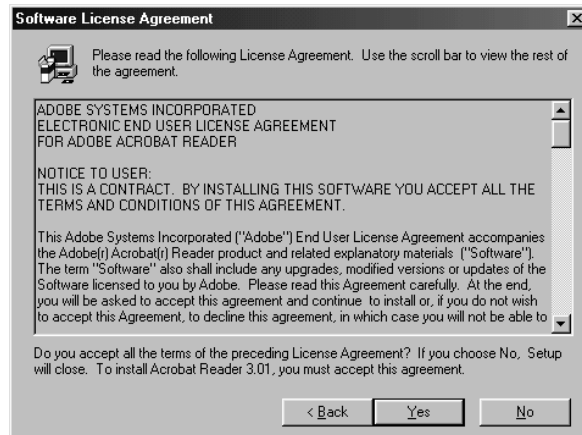 Software License Agreement
Please read the following License Agreement. Use the scroll bar to view the rest of
the agreement.
ADOBE SYSTEMS INCORPORATED
ELECTRONIC END USER LICENSE AGREEMENT
FOR ADOBE ACROBAT READER
NOTICE TO USER:
THIS IS A CONTRACT. BY INSTALLING THIS SOFTWARE YOU ACCEPT ALL THE
TERMS AND CONDITIONS OF THIS AGREEMENT.
This Adobe Systems Incorporated ("Adobe") End User License Agreement accompanies
the Adobe(r) Acrobat(r) Reader product and related explanatory materials ("Software").
The term "Software" also shall include any upgrades, modified versions or updates of the
Software licensed to you by Adobe. Please read this Agreement carefully. At the end,
you will be asked to accept this agreement and continue to install or, if you do not wish
to accept this Agreement, to decline this agreement, in which case you will not be able to
Do you accept all the terms of the preceding License Agreement? If you choose No, Setup
will close. To install Acrobat Reader 3.01, you must accept this agreement.
< Back Yes No